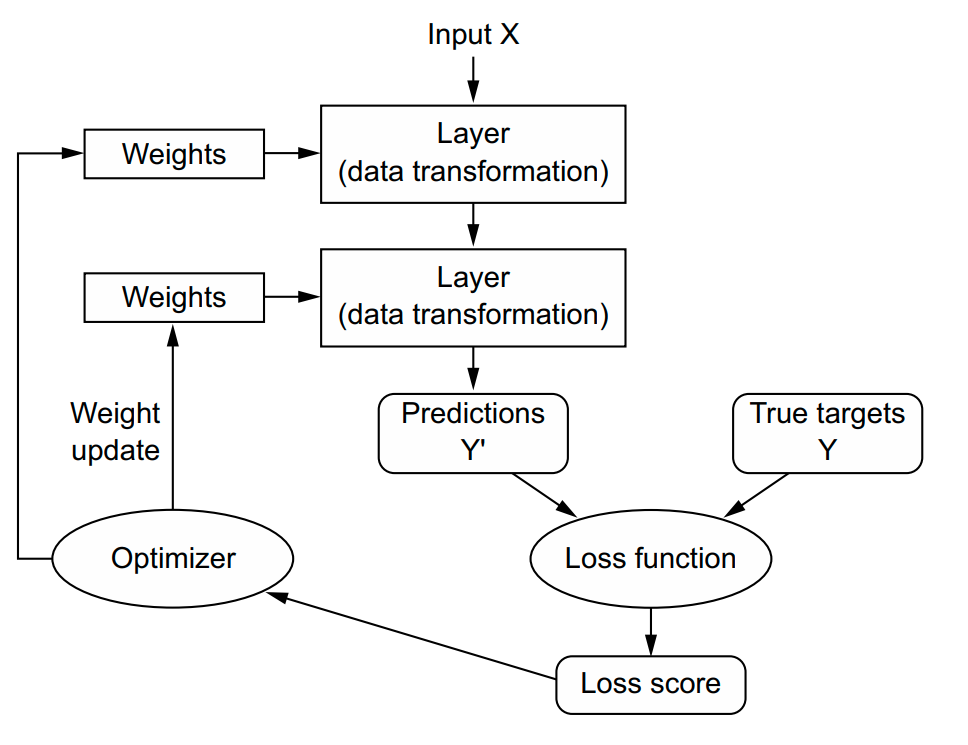 Input X
Weights
Layer
(data transformation)
Weights
Layer
(data transformation)
Weight
update
Predictions
Y'
True targets
Y
Optimizer
Loss function
Loss score